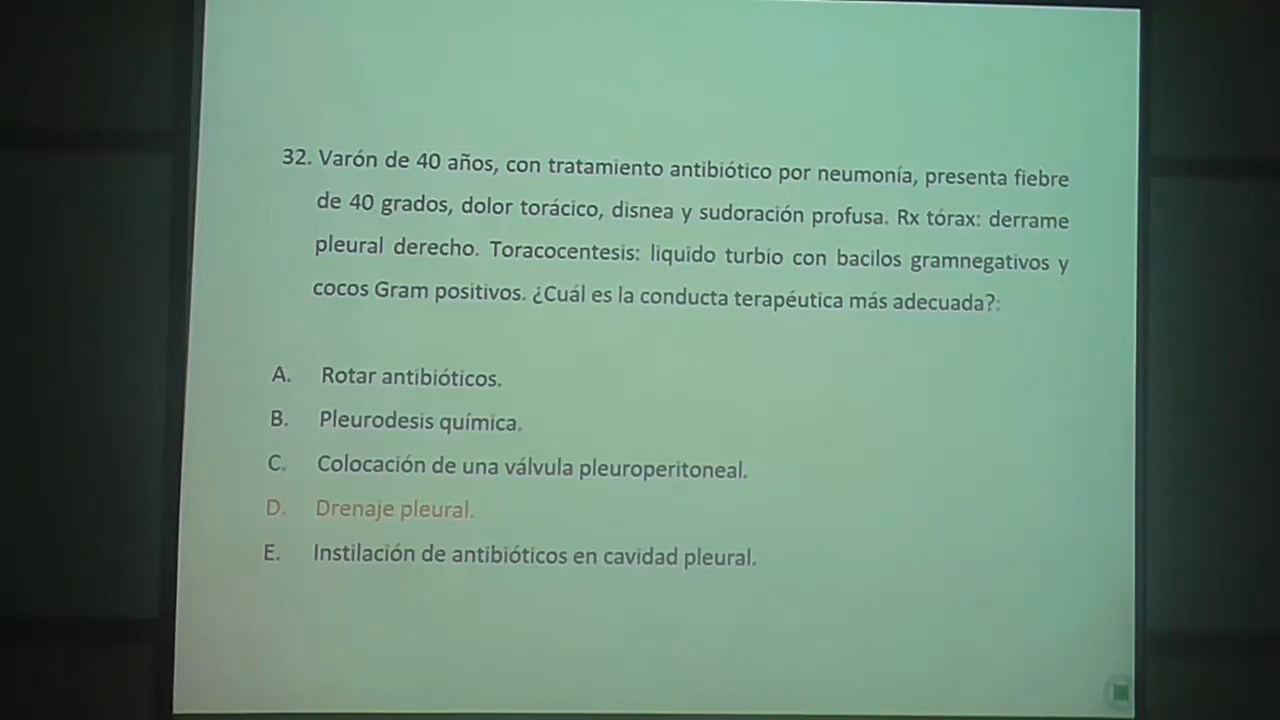 32. Varón de 40 años, con tratamiento antibiótico por neumonía, presenta fiebre
de 40 grados, dolor torácico, disnea y sudoración profusa. Rx tórax: derrame
pleural derecho. Toracocentesis: liquido turbio con bacilos gramnegativos y
cocos Gram positivos. ¿Cuál es la conducta terapéutica más adecuada?:
A. Rotar antibióticos.
B. Pleurodesis química.
C. Colocación de una válvula pleuroperitoneal.
D. Drenaje pleural.
E. Instilación de antibióticos en cavidad pleural.